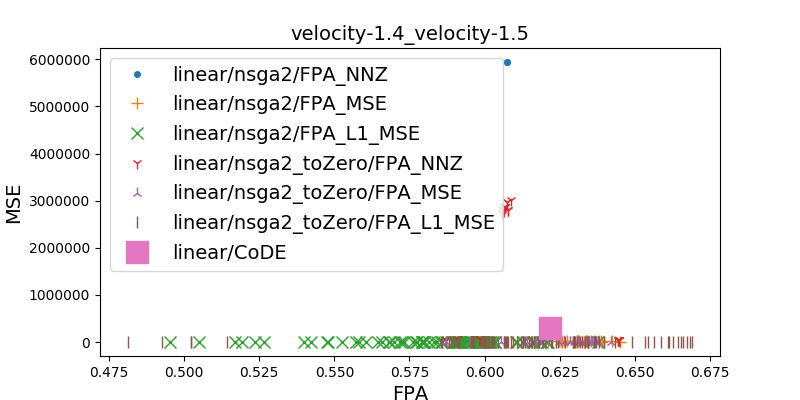 velocity-1.4_velocity-1.5
6000000
5000000
4000000
3000000
2000000
1000000
0
MSE
linear/nsga2/FPA_NNZ
linear/nsga2/FPA_MSE
linear/nsga2/FPA_L1_MSE
linear/nsga2_toZero/FPA_NNZ
linear/nsga2_toZero/FPA_MSE
linear/nsga2_toZero/FPA_L1_MSE
linear/CoDE
0.475 0.500 0.525 0.550 0.575 0.600 0.625 0.650 0.675
FPA